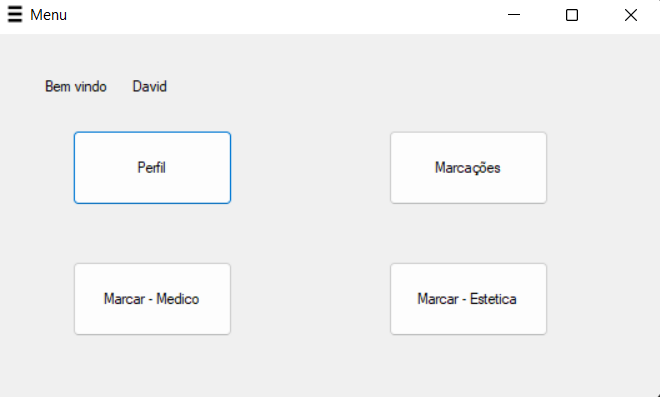 Menu
Bem vindo David
Perfil
Marcações
Marcar - Medico
Marcar - Estetica